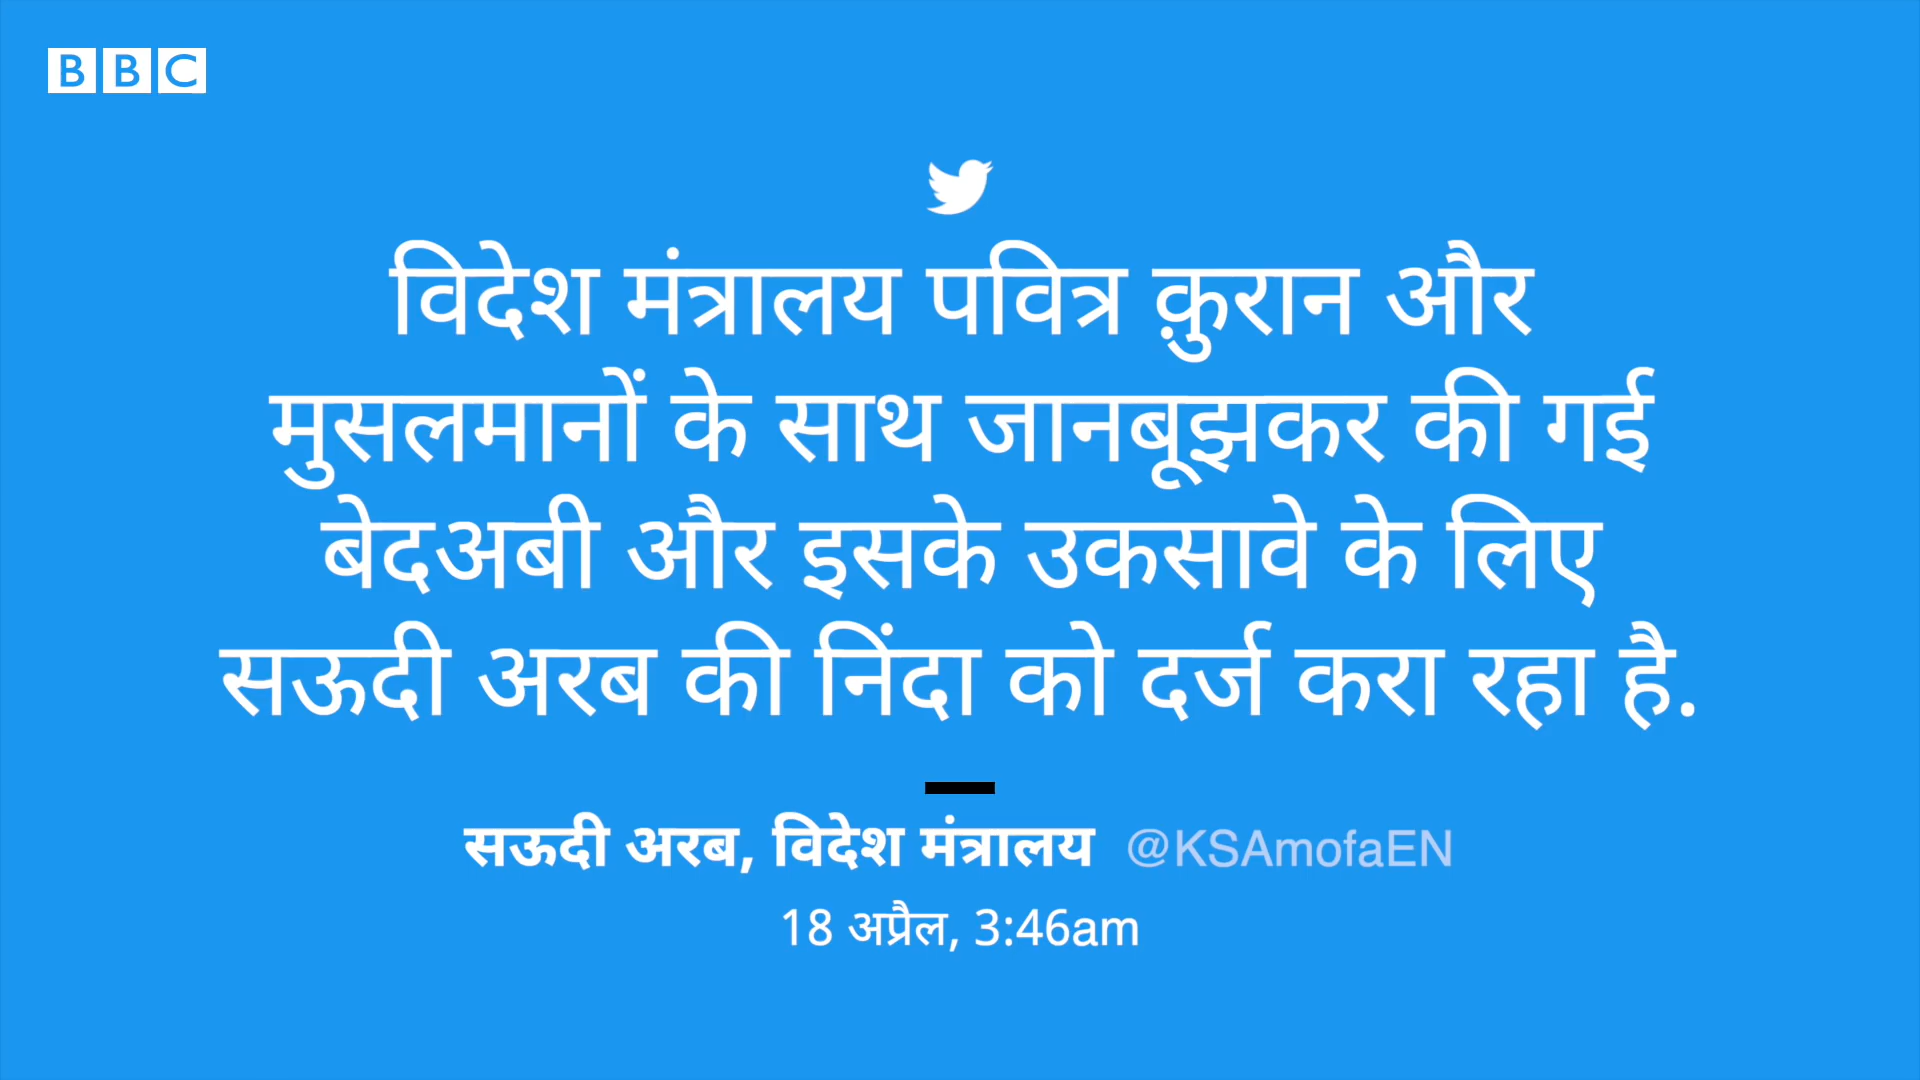 BBC
विदेश मंत्रालय पवित्र क़ुरान और
मुसलमानों के साथ जानबूझकर की गई
बेदअबी और इसके उकसावे के लिए
सऊदी अरब की निंदा को दर्ज करा रहा है.
सऊदी अरब, विदेश मंत्रालय @KSAmofaEN
18 अप्रैल, 3:46am